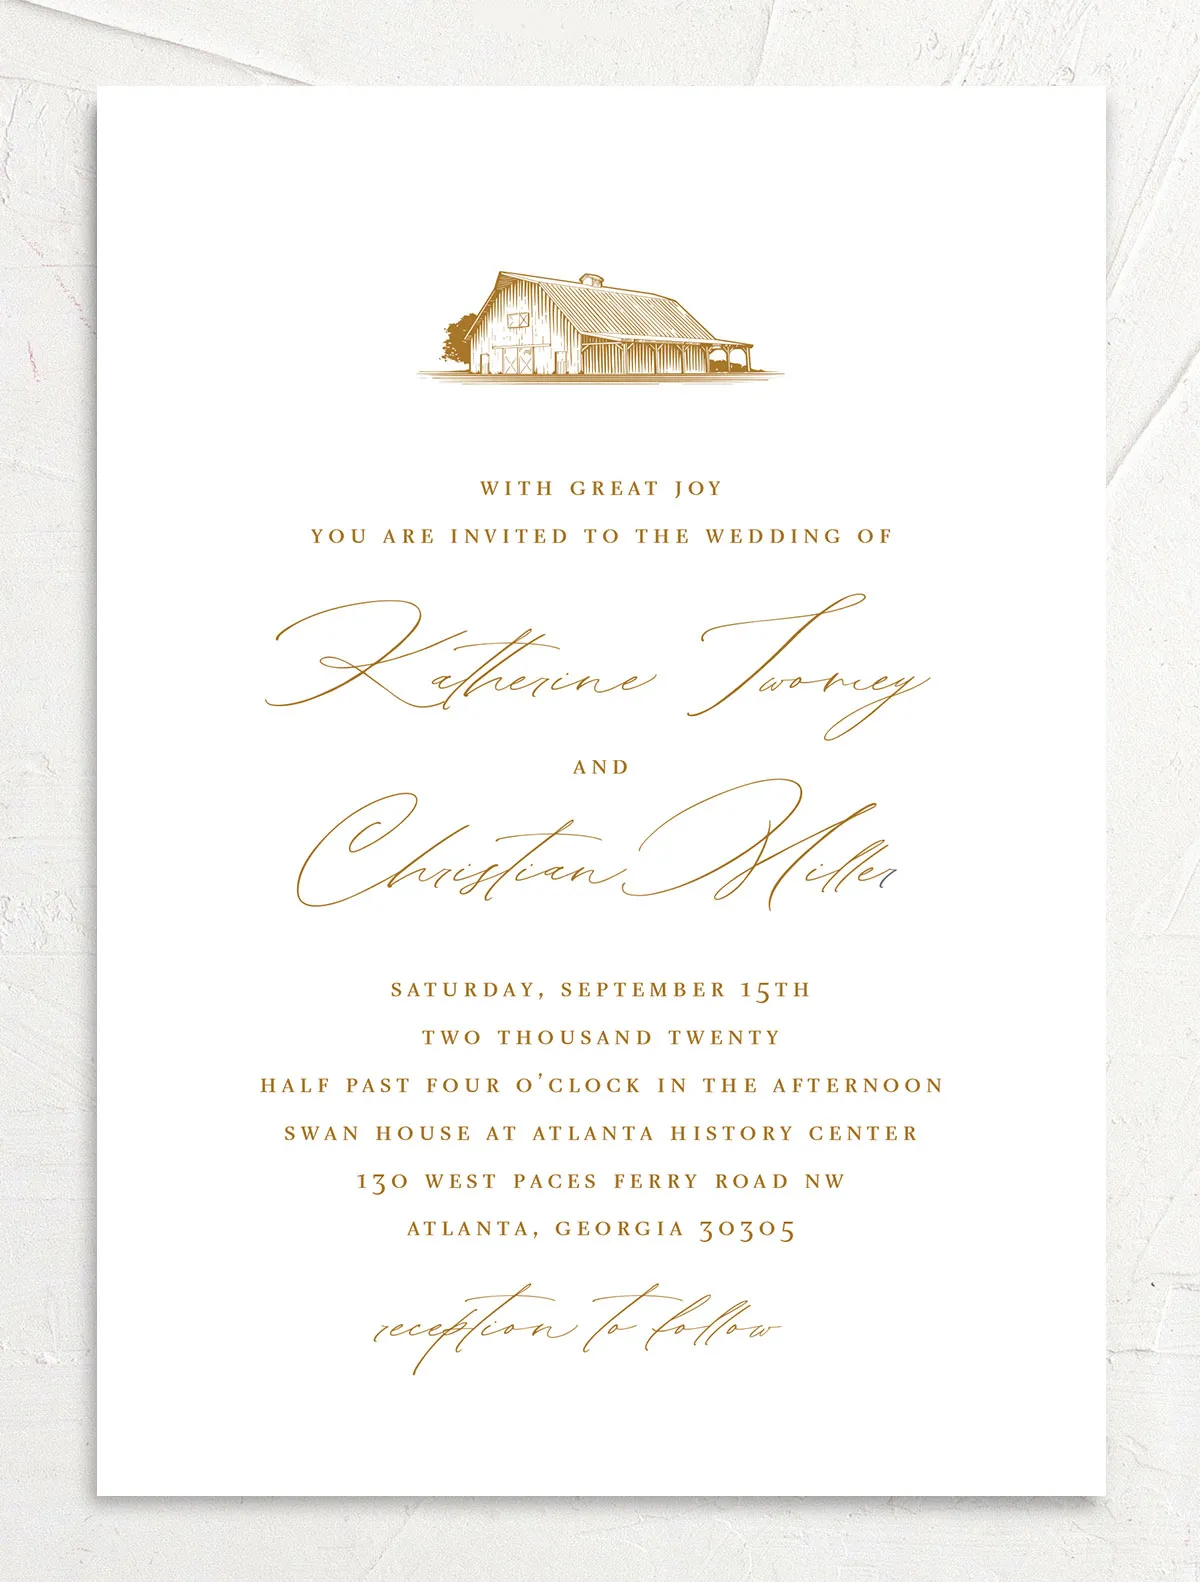 WITH GREAT JOY
YOU ARE INVITED TO THE WEDDING OF
Katherine Twomey
AND
Christian Miller
SATURDAY, SEPTEMBER 15TH
TWO THOUSAND TWENTY
HALF PAST FOUR O’CLOCK IN THE AFTERNOON
SWAN HOUSE AT ATLANTA HISTORY CENTER
130 WEST PACES FERRY ROAD NW
ATLANTA, GEORGIA 30305
reception to follow